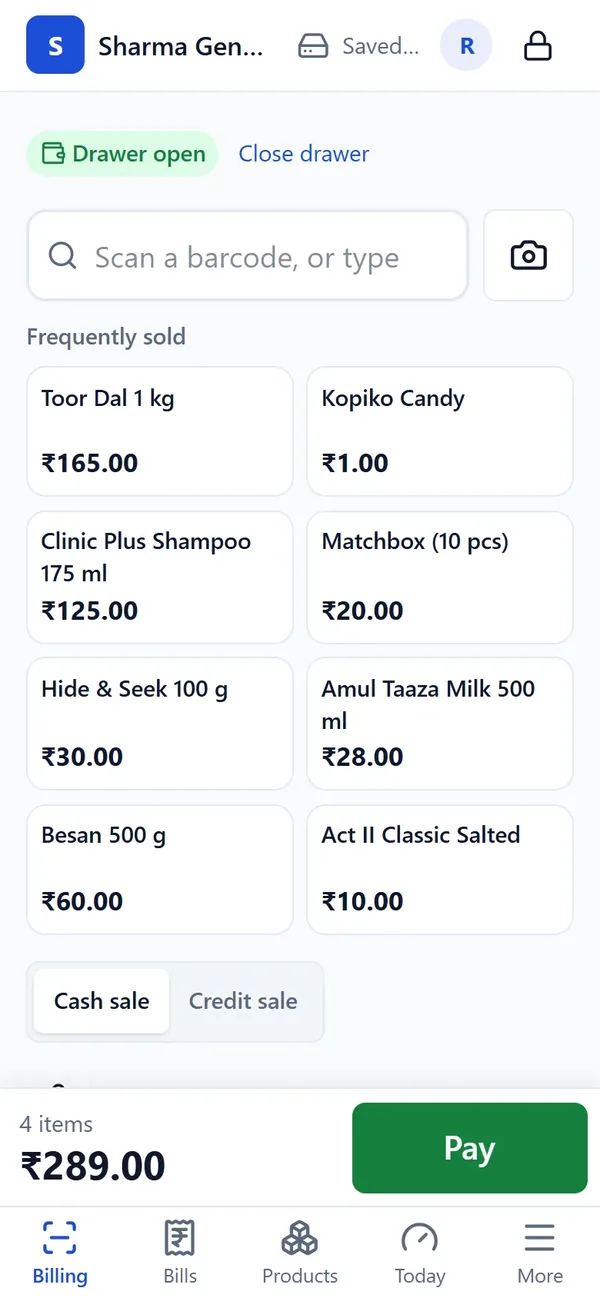 S
Sharma Gen...
Saved...
R
Drawer open
Close drawer
Scan a barcode, or type
Frequently sold
Toor Dal 1 kg
₹165.00
Kopiko Candy
₹1.00
Clinic Plus Shampoo
175 ml
₹125.00
Matchbox (10 pcs)
₹20.00
Hide & Seek 100 g
₹30.00
Amul Taaza Milk 500
ml
₹28.00
Besan 500 g
₹60.00
Act II Classic Salted
₹10.00
Cash sale
Credit sale
4 items
₹289.00
Pay
Billing
Bills
Products
Today
More